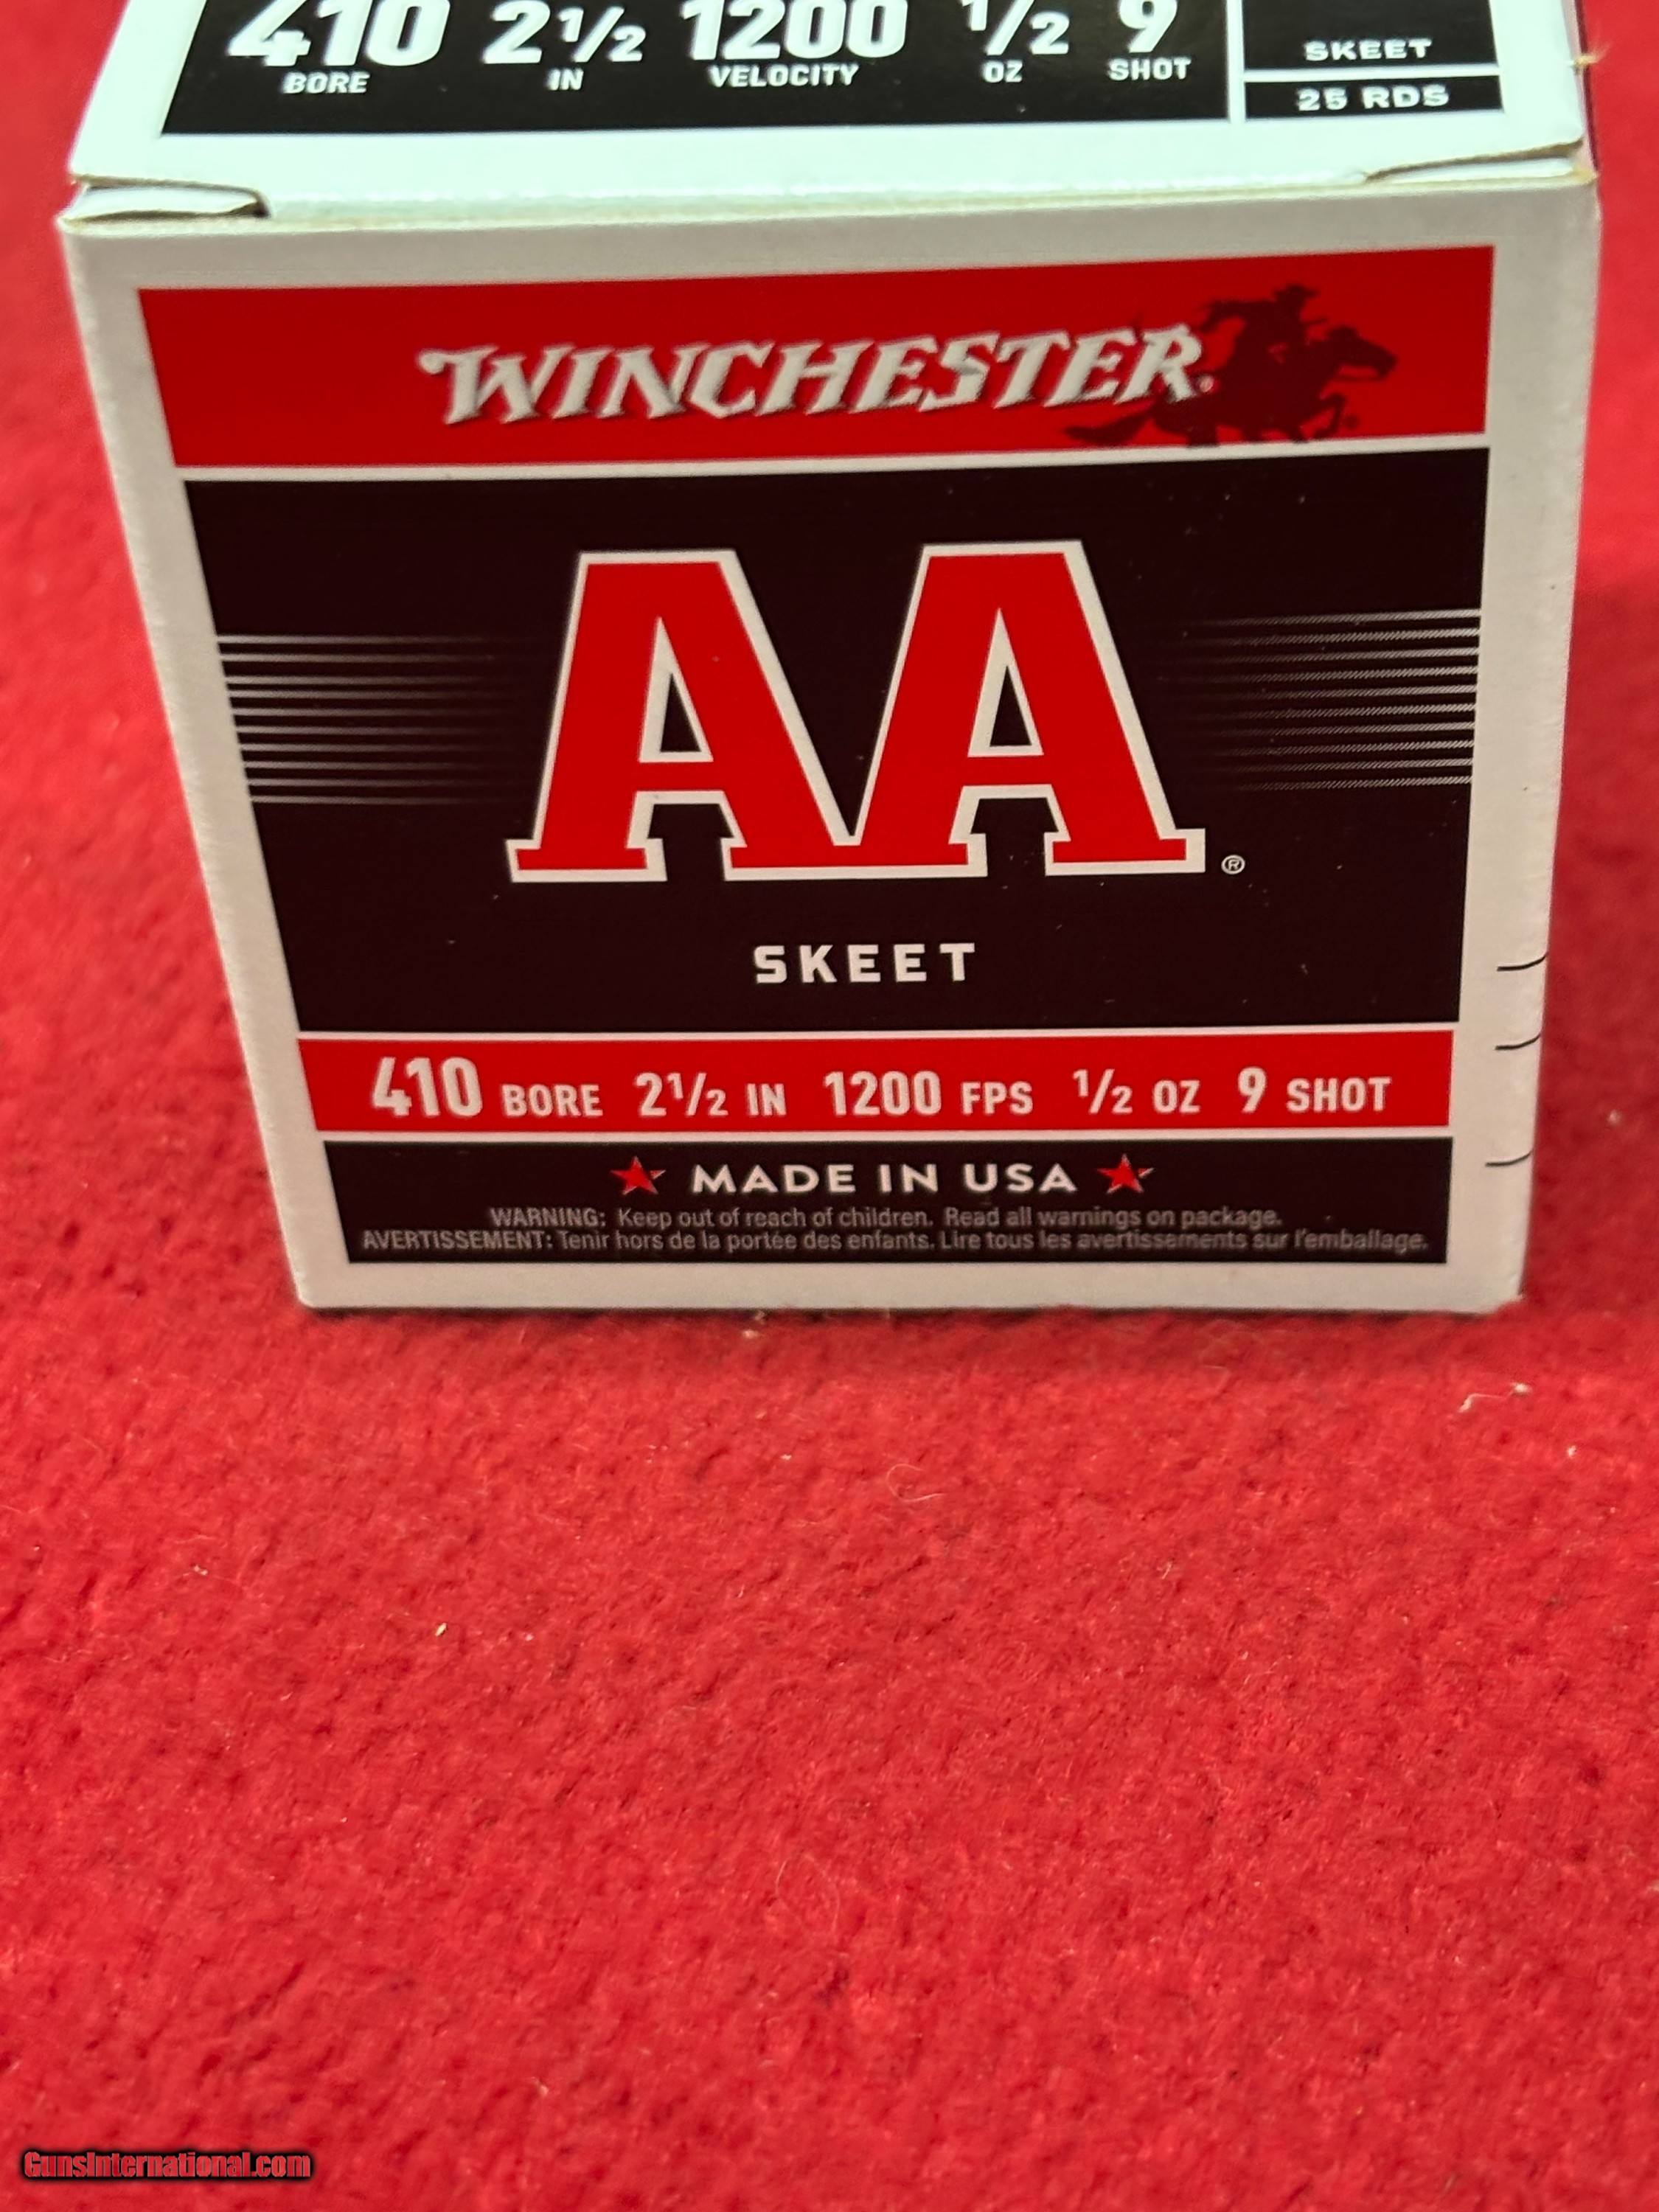 410 2 1/2 1200 1/2 9
BORE IN VELOCITY OZ SHOT
SKEET
25 RDS
WINCHESTER
AA®
SKEET
410 BORE 2 1/2 IN 1200 FPS 1/2 OZ 9 SHOT
MADE IN USA
WARNING: Keep out of reach of children. Read all warnings on package.
AVERTISSEMENT: Tenir hors de la portée des enfants. Lire tous les avertissements sur l'emballage.
GunsInternational.com